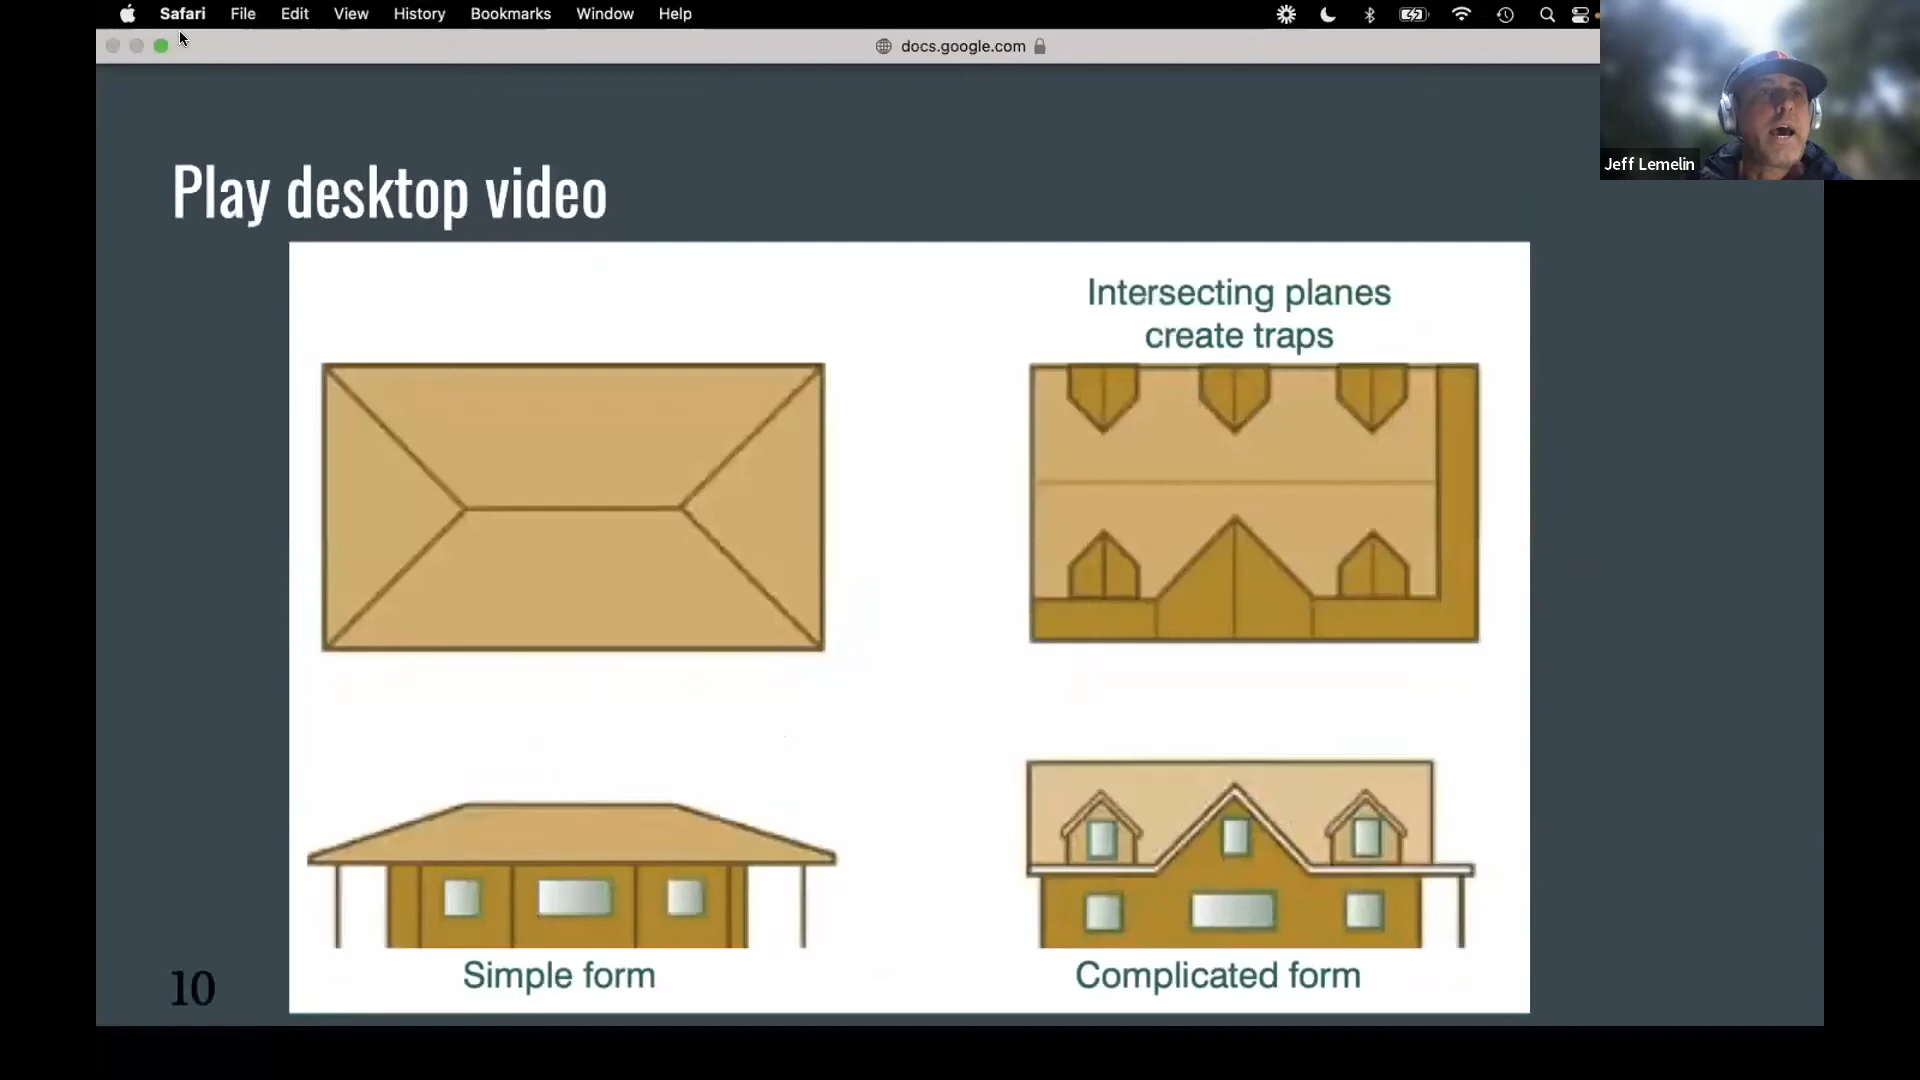 Safari File Edit View History Bookmarks Window Help
docs.google.com
Jeff Lemelin
Play desktop video
Intersecting planes
create traps
Simple form
Complicated form
10